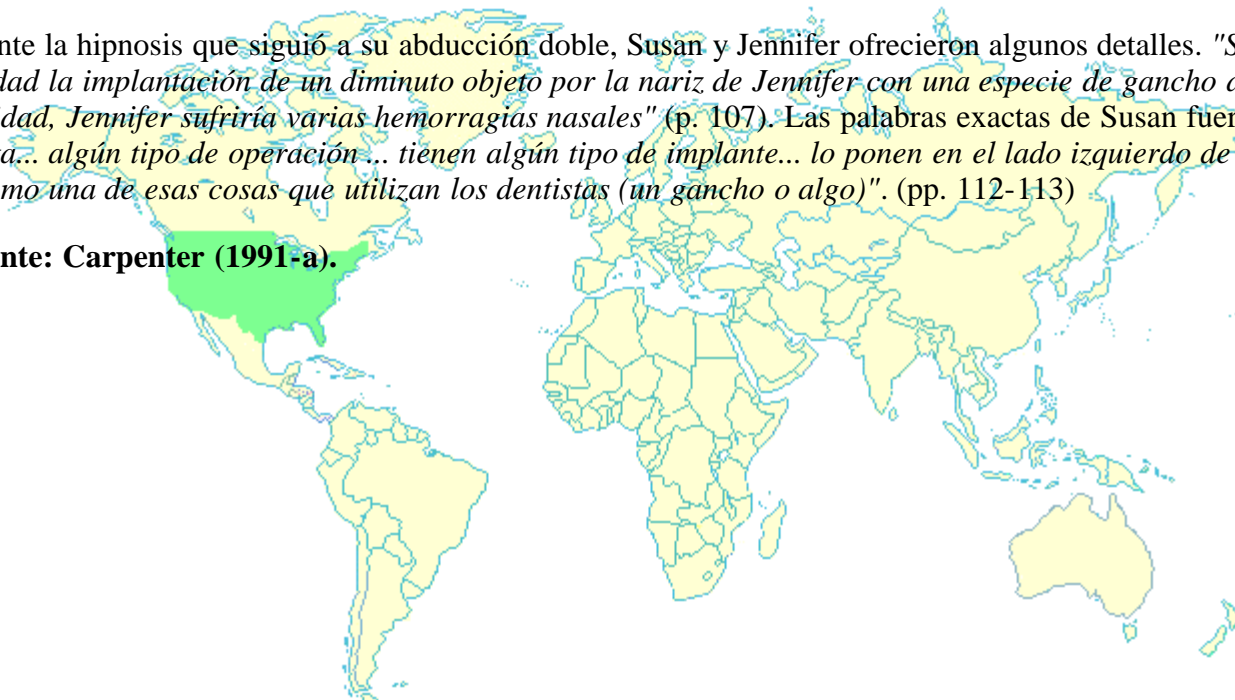 nte la hipnosis que siguió a su abducción doble, Susan y Jennifer ofrecieron algunos detalles. "S
dad la implantación de un diminuto objeto por la nariz de Jennifer con una especie de gancho d
idad, Jennifer sufriría varias hemorragias nasales" (p. 107). Las palabras exactas de Susan fuer
a... algún tipo de operación ... tienen algún tipo de implante... lo ponen en el lado izquierdo de
mo una de esas cosas que utilizan los dentistas (un gancho o algo)". (pp. 112-113)
nte: Carpenter (1991-a).